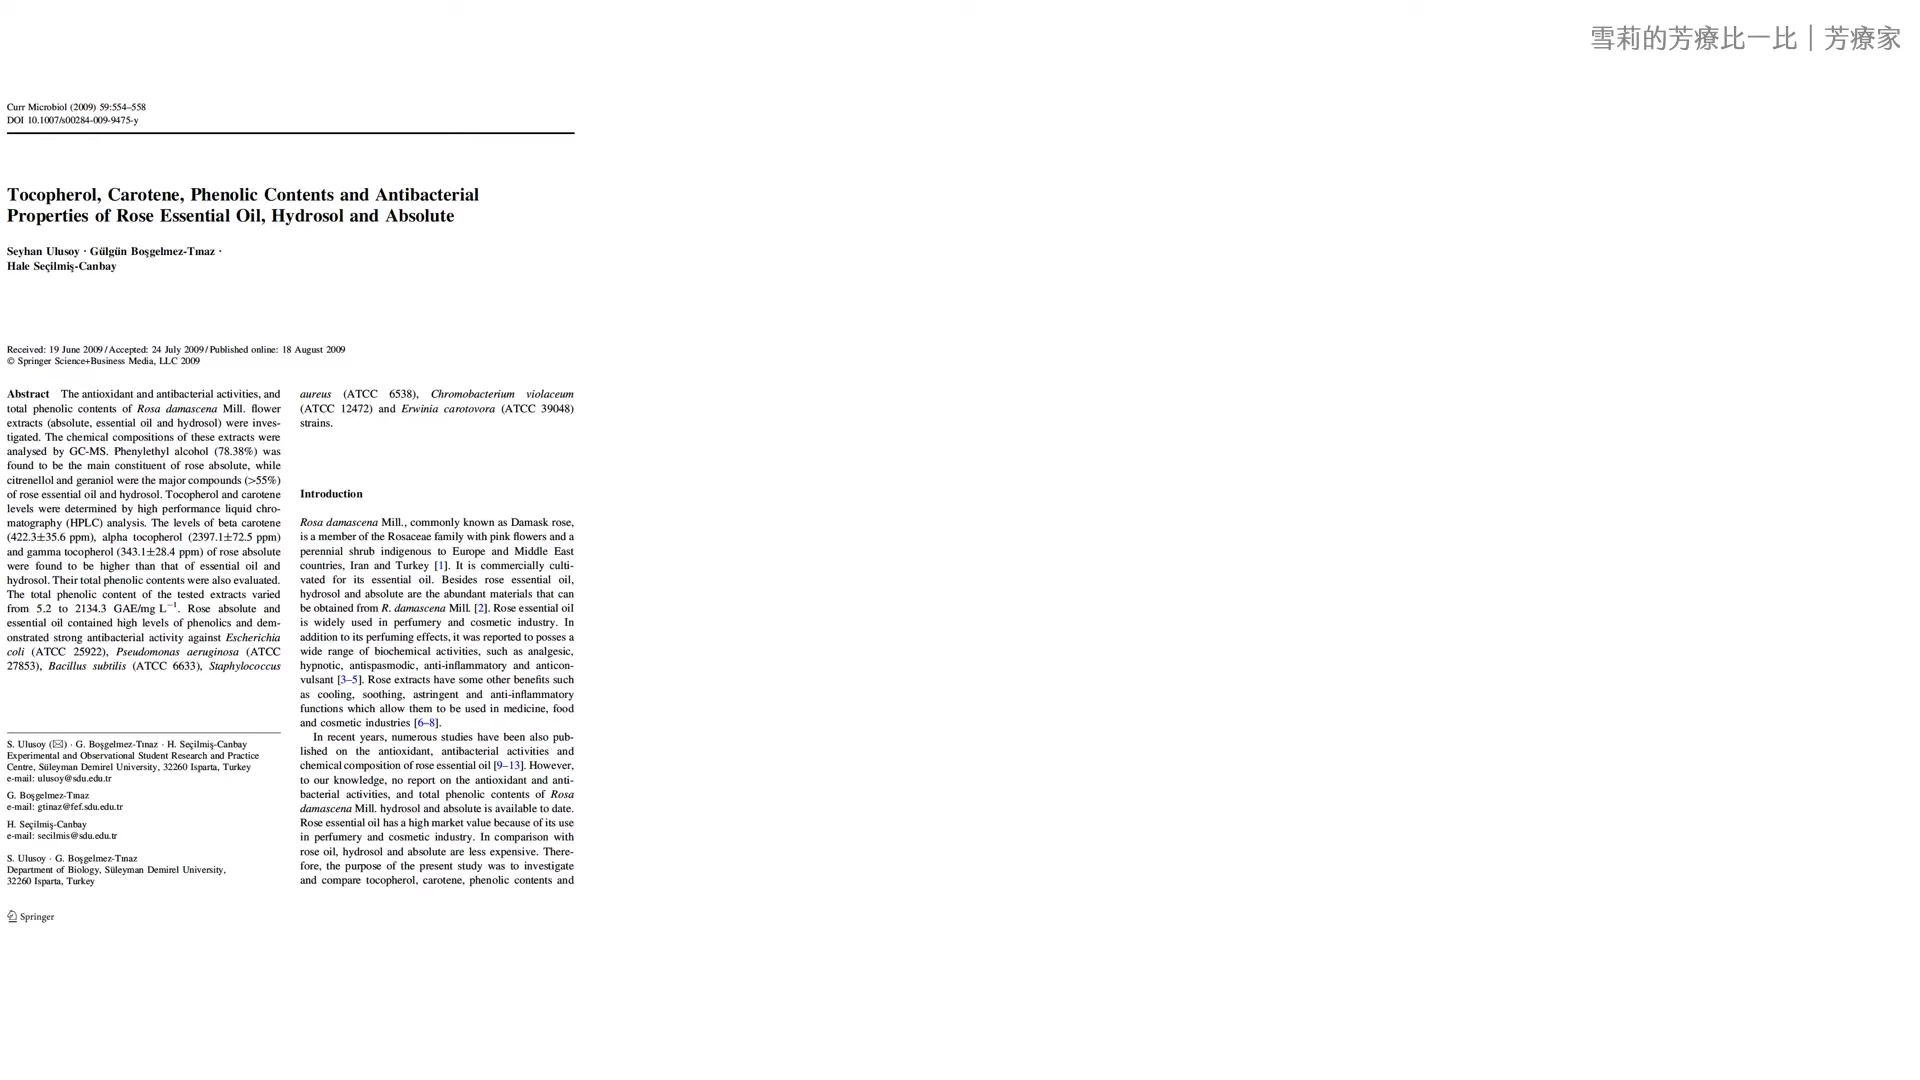 雪莉的芳療比一比｜芳療家
Curr Microbiol (2009) 59:554–558
DOI 10.1007/s00284-009-9475-y
Tocopherol, Carotene, Phenolic Contents and Antibacterial
Properties of Rose Essential Oil, Hydrosol and Absolute
Seyhan Ulusoy · Gülgün Boşgelmez-Tınaz ·
Hale Seçilmiş-Canbay
Received: 19 June 2009 / Accepted: 24 July 2009 / Published online: 18 August 2009
© Springer Science+Business Media, LLC 2009
Abstract The antioxidant and antibacterial activities, and
total phenolic contents of Rosa damascena Mill. flower
extracts (absolute, essential oil and hydrosol) were inves-
tigated. The chemical compositions of these extracts were
analysed by GC-MS. Phenylethyl alcohol (78.38%) was
found to be the main constituent of rose absolute, while
citrenellol and geraniol were the major compounds (>55%)
of rose essential oil and hydrosol. Tocopherol and carotene
levels were determined by high performance liquid chro-
matography (HPLC) analysis. The levels of beta carotene
(422.3±35.6 ppm), alpha tocopherol (2397.1±72.5 ppm)
and gamma tocopherol (343.1±28.4 ppm) of rose absolute
were found to be higher than that of essential oil and
hydrosol. Their total phenolic contents were also evaluated.
The total phenolic content of the tested extracts varied
from 5.2 to 2134.3 GAE/mg L⁻¹. Rose absolute and
essential oil contained high levels of phenolics and dem-
onstrated strong antibacterial activity against Escherichia
coli (ATCC 25922), Pseudomonas aeruginosa (ATCC
27853), Bacillus subtilis (ATCC 6633), Staphylococcus
S. Ulusoy (✉) · G. Boşgelmez-Tınaz · H. Seçilmiş-Canbay
Experimental and Observational Student Research and Practice
Centre, Süleyman Demirel University, 32260 Isparta, Turkey
e-mail: ulusoy@sdu.edu.tr
G. Boşgelmez-Tınaz
e-mail: gtinaz@fef.sdu.edu.tr
H. Seçilmiş-Canbay
e-mail: secilmis@sdu.edu.tr
S. Ulusoy · G. Boşgelmez-Tınaz
Department of Biology, Süleyman Demirel University,
32260 Isparta, Turkey
aureus (ATCC 6538), Chromobacterium violaceum
(ATCC 12472) and Erwinia carotovora (ATCC 39048)
strains.
Introduction
Rosa damascena Mill., commonly known as Damask rose,
is a member of the Rosaceae family with pink flowers and a
perennial shrub indigenous to Europe and Middle East
countries, Iran and Turkey [1]. It is commercially culti-
vated for its essential oil. Besides rose essential oil,
hydrosol and absolute are the abundant materials that can
be obtained from R. damascena Mill. [2]. Rose essential oil
is widely used in perfumery and cosmetic industry. In
addition to its perfuming effects, it was reported to posses a
wide range of biochemical activities, such as analgesic,
hypnotic, antispasmodic, anti-inflammatory and anticon-
vulsant [3–5]. Rose extracts have some other benefits such
as cooling, soothing, astringent and anti-inflammatory
functions which allow them to be used in medicine, food
and cosmetic industries [6–8].
In recent years, numerous studies have been also pub-
lished on the antioxidant, antibacterial activities and
chemical composition of rose essential oil [9–13]. However,
to our knowledge, no report on the antioxidant and anti-
bacterial activities, and total phenolic contents of Rosa
damascena Mill. hydrosol and absolute is available to date.
Rose essential oil has a high market value because of its use
in perfumery and cosmetic industry. In comparison with
rose oil, hydrosol and absolute are less expensive. There-
fore, the purpose of the present study was to investigate
and compare tocopherol, carotene, phenolic contents and
Springer